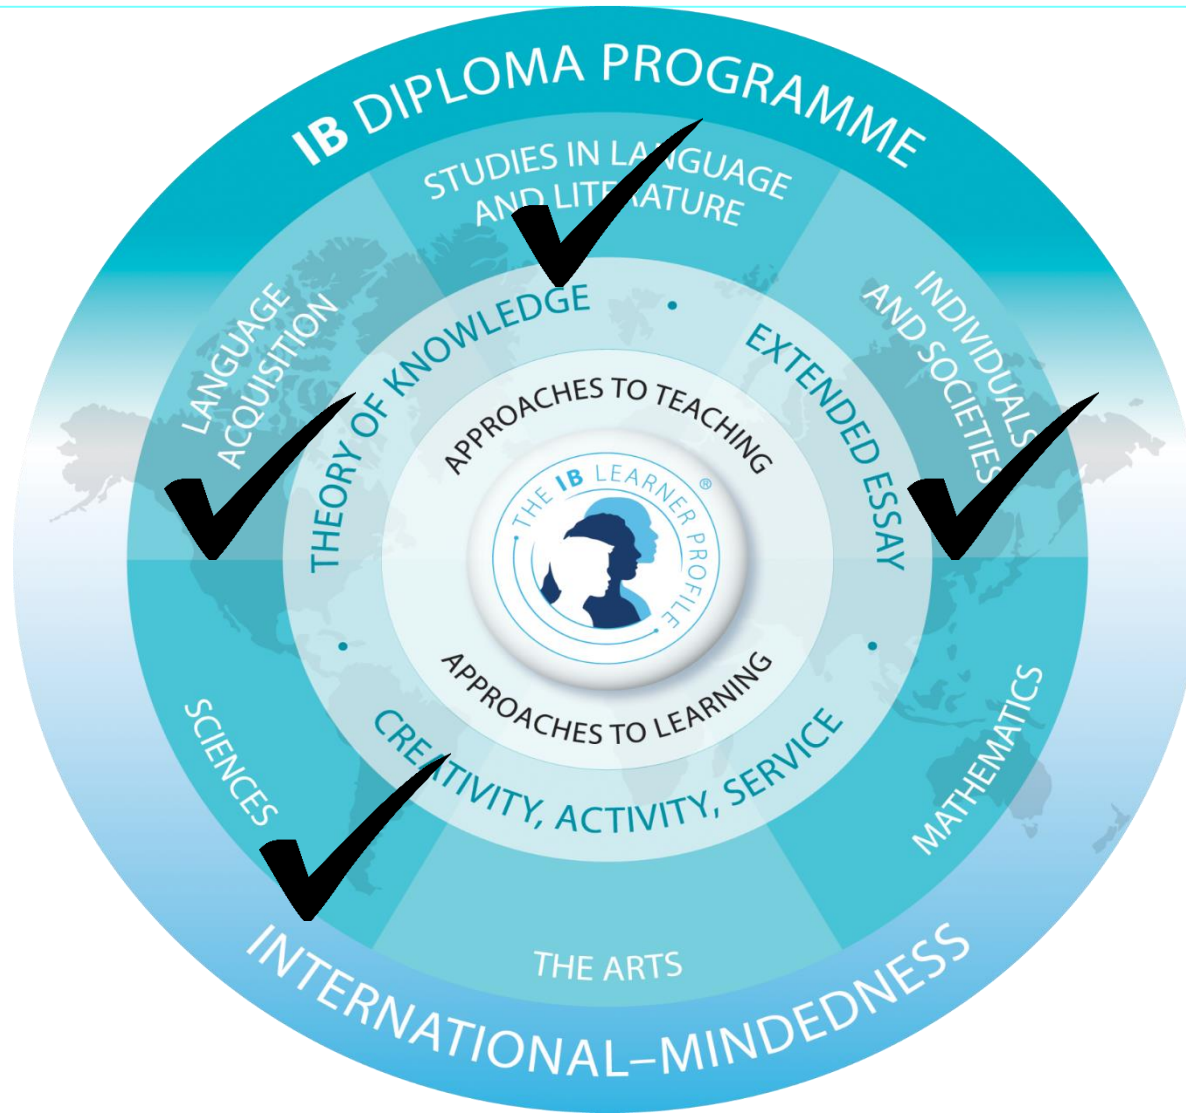 IB DIPLOMA PROGRAMME
STUDIES IN LANGUAGE
AND LITERATURE
LANGUAGE
ACQUISITION
INDIVIDUALS
AND SOCIETIES
THEORY OF KNOWLEDGE
EXTENDED ESSAY
APPROACHES TO TEACHING
THE IB LEARNER PROFILE
®
APPROACHES TO LEARNING
CREATIVITY, ACTIVITY, SERVICE
SCIENCES
MATHEMATICS
THE ARTS
INTERNATIONAL–MINDEDNESS